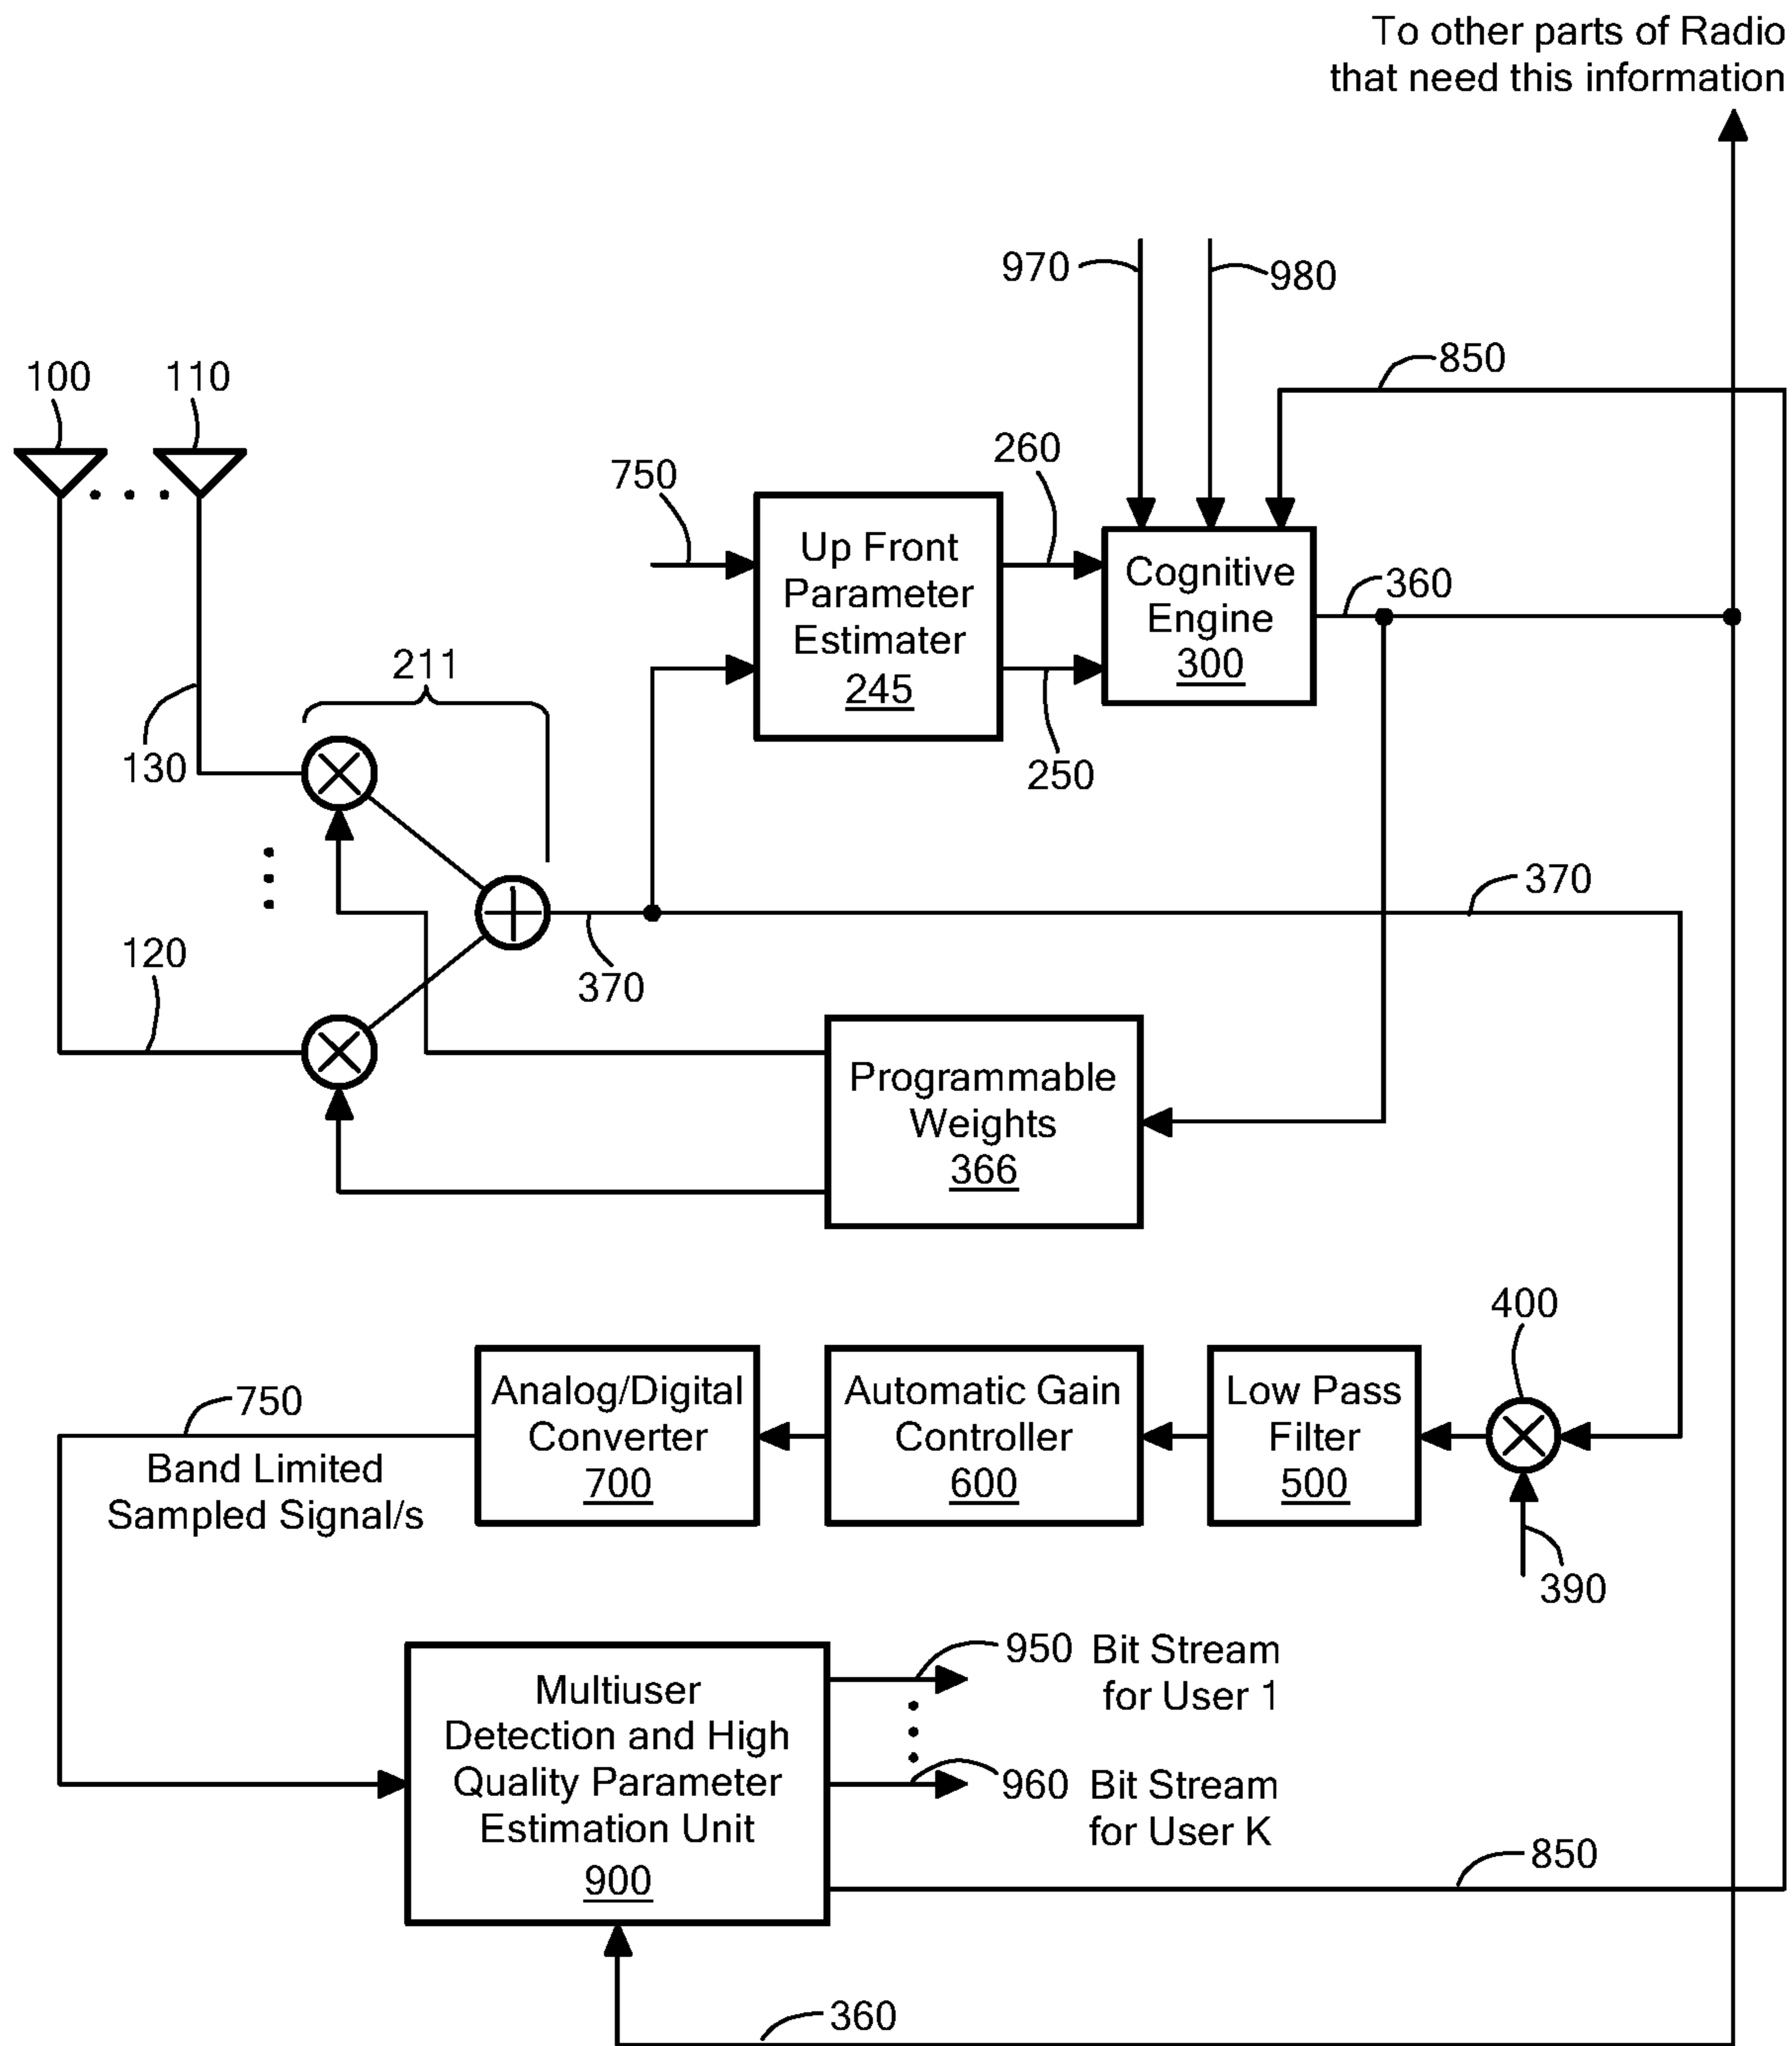 To other parts of Radio
that need this information
970
980
850
100
110
260
750
Up Front
Parameter
Estimater
245
Cognitive
Engine
300
360
211
130
250
370
120
370
Programmable
Weights
366
400
750
Analog/Digital
Converter
700
Automatic Gain
Controller
600
Low Pass
Filter
500
Band Limited
Sampled Signal/s
390
950 Bit Stream
for User 1
Multiuser
Detection and High
Quality Parameter
Estimation Unit
900
960 Bit Stream
for User K
850
360